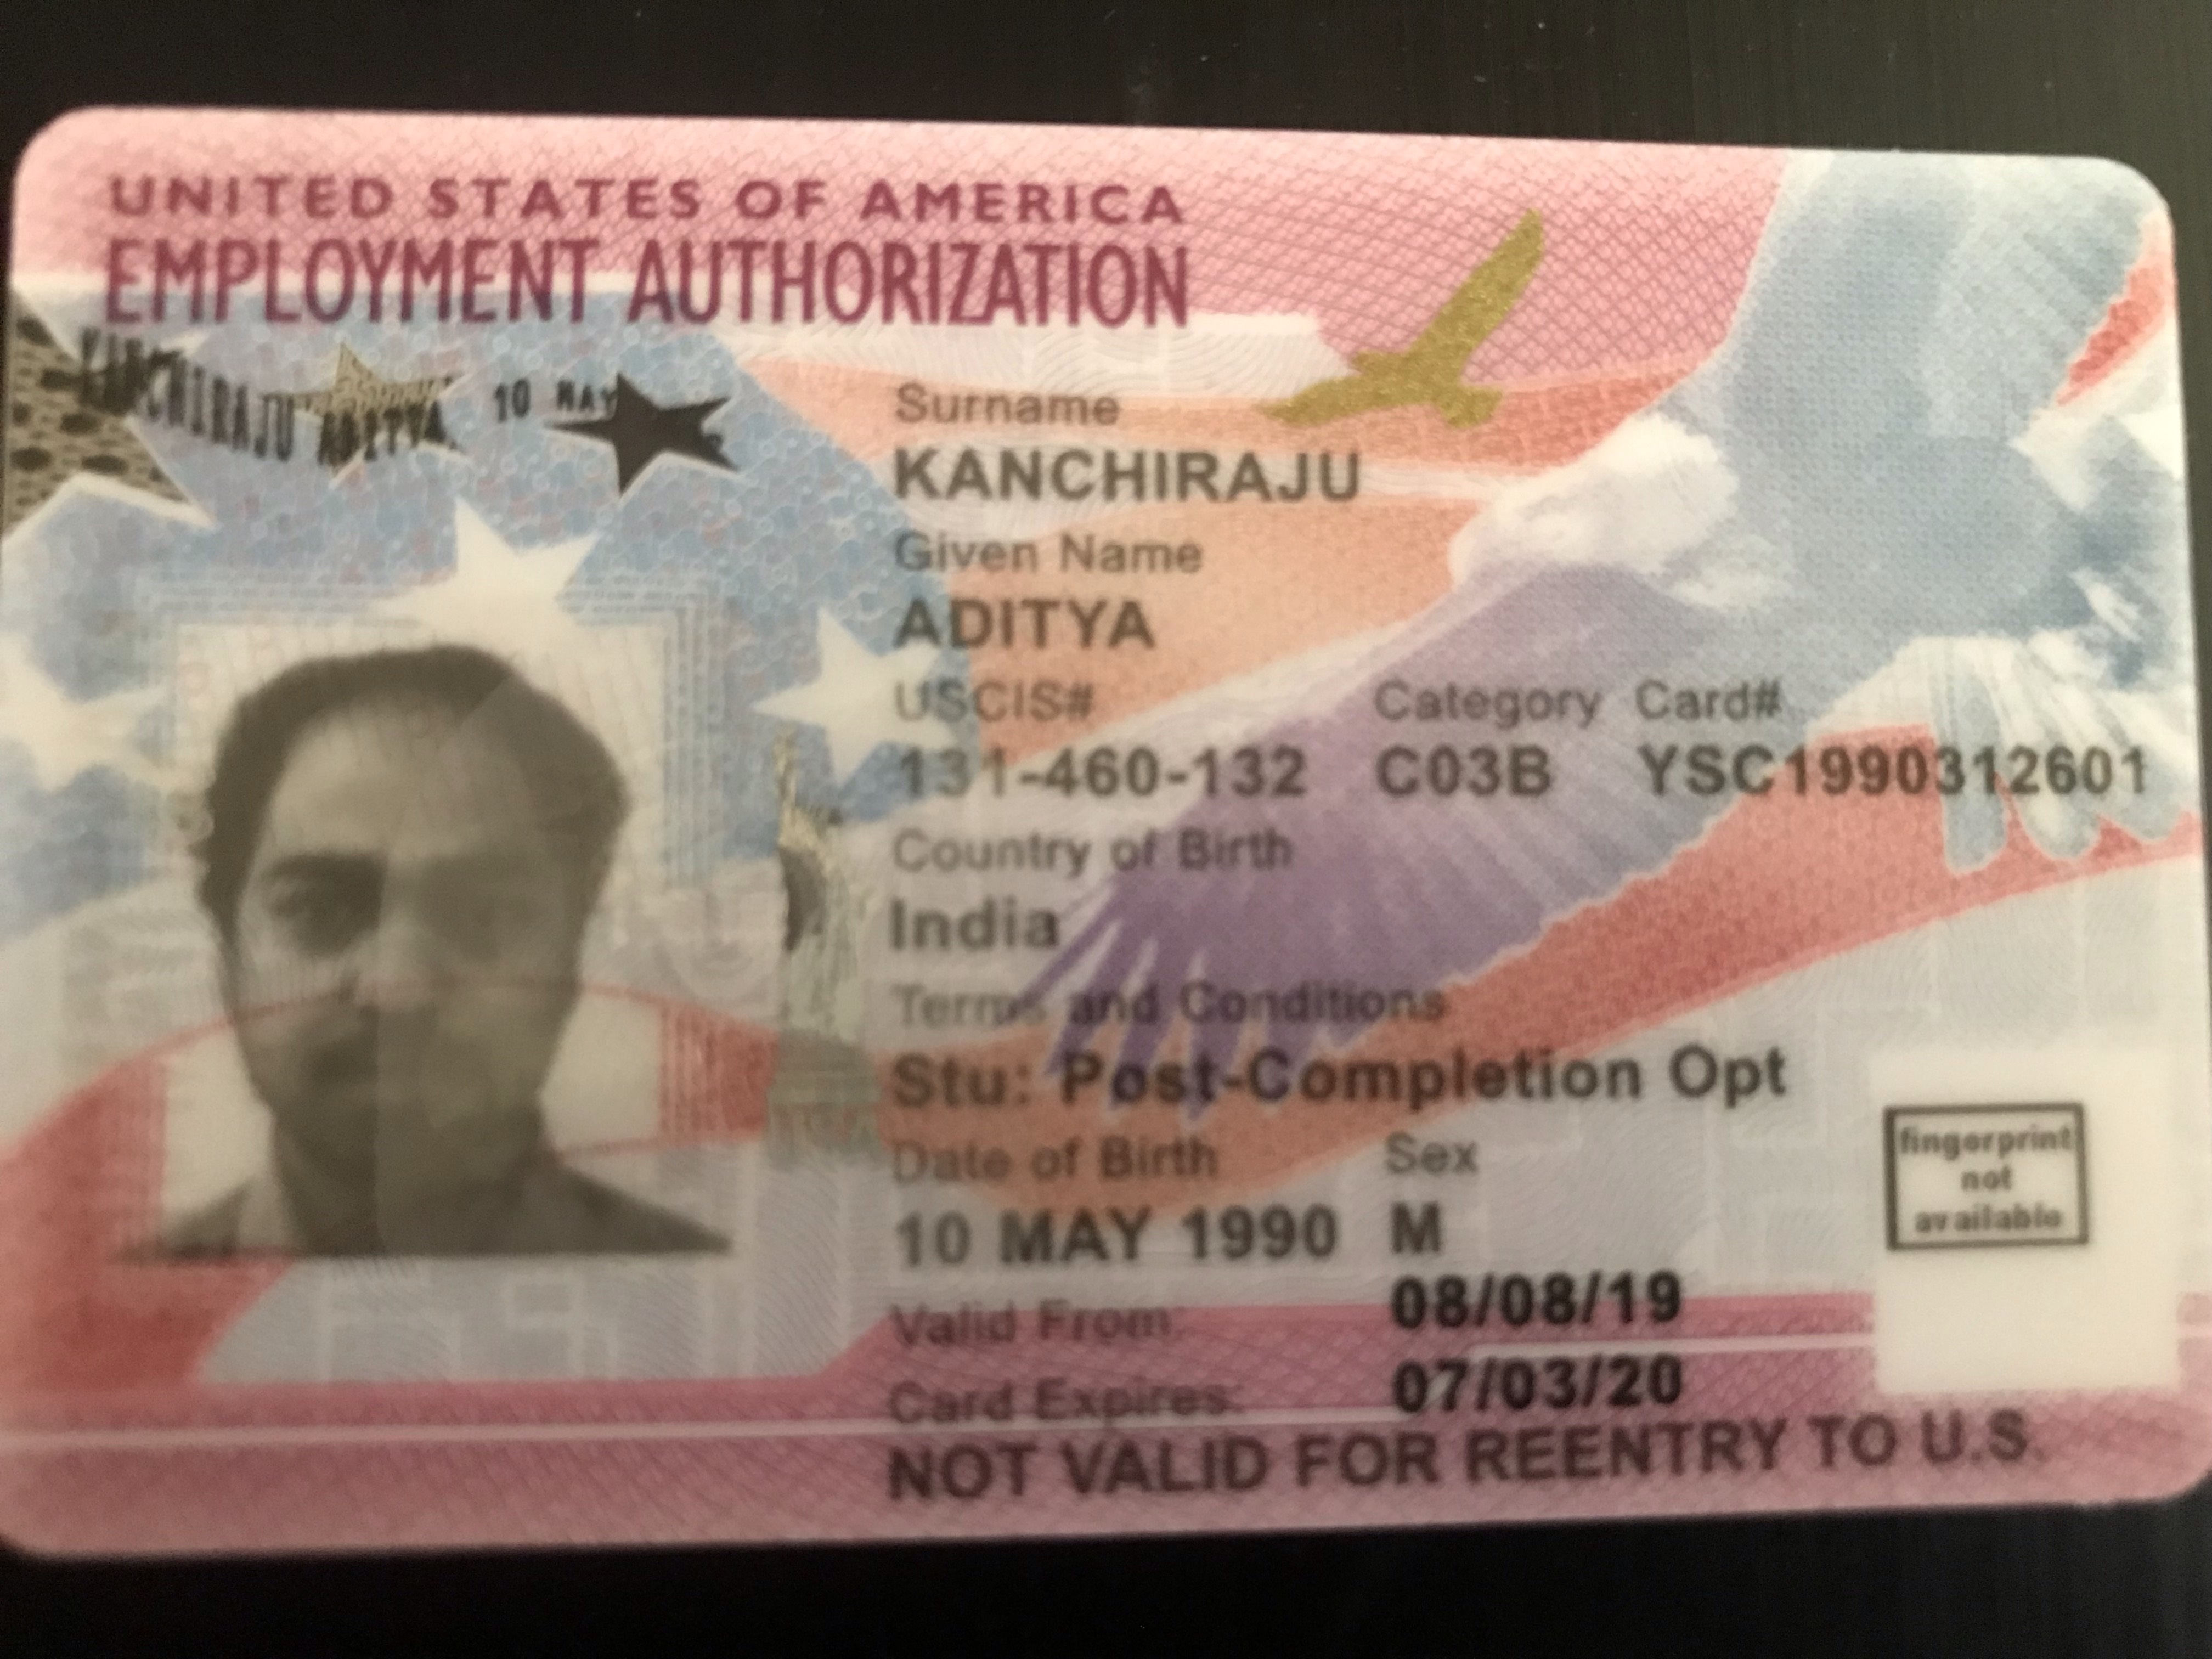 UNITED STATES OF AMERICA
EMPLOYMENT AUTHORIZATION
KANCHIRAJU ADITYA 10 MAY
Surname
KANCHIRAJU
Given Name
ADITYA
USCIS# Category Card#
131-460-132 C03B YSC1990312601
Country of Birth
India
Terms and Conditions
Stu: Post-Completion Opt
Date of Birth Sex
10 MAY 1990 M
Valid From: 08/08/19
Card Expires: 07/03/20
NOT VALID FOR REENTRY TO U.S.
fingerprint
not
available